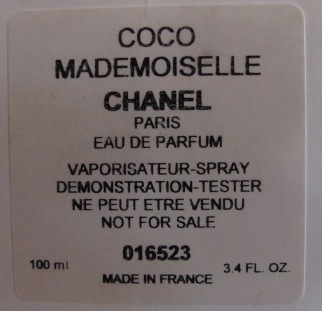 COCO
MADEMOISELLE
CHANEL
PARIS
EAU DE PARFUM
VAPORISATEUR-SPRAY
DEMONSTRATION-TESTER
NE PEUT ETRE VENDU
NOT FOR SALE
016523
100 ml 3.4 FL. OZ.
MADE IN FRANCE